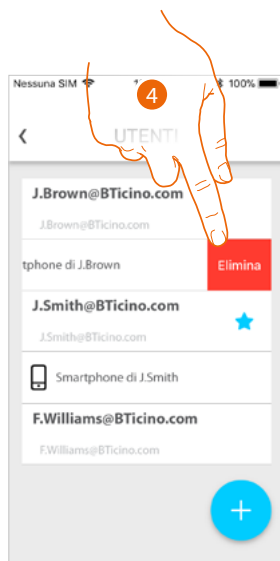 Nessuna SIM 100%
4
UTENTI
J.Brown@BTicino.com
J.Brown@BTicino.com
tphone di J.Brown Elimina
J.Smith@BTicino.com
J.Smith@BTicino.com
Smartphone di J.Smith
F.Williams@BTicino.com
F.Williams@BTicino.com